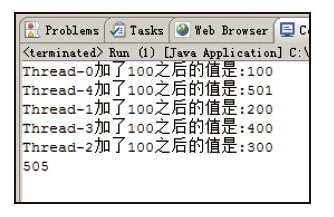 Problems Tasks Web Browser
<terminated> Run (1) [Java Application] C:\
Thread-0加了100之后的值是:100
Thread-4加了100之后的值是:501
Thread-1加了100之后的值是:200
Thread-3加了100之后的值是:400
Thread-2加了100之后的值是:300
505